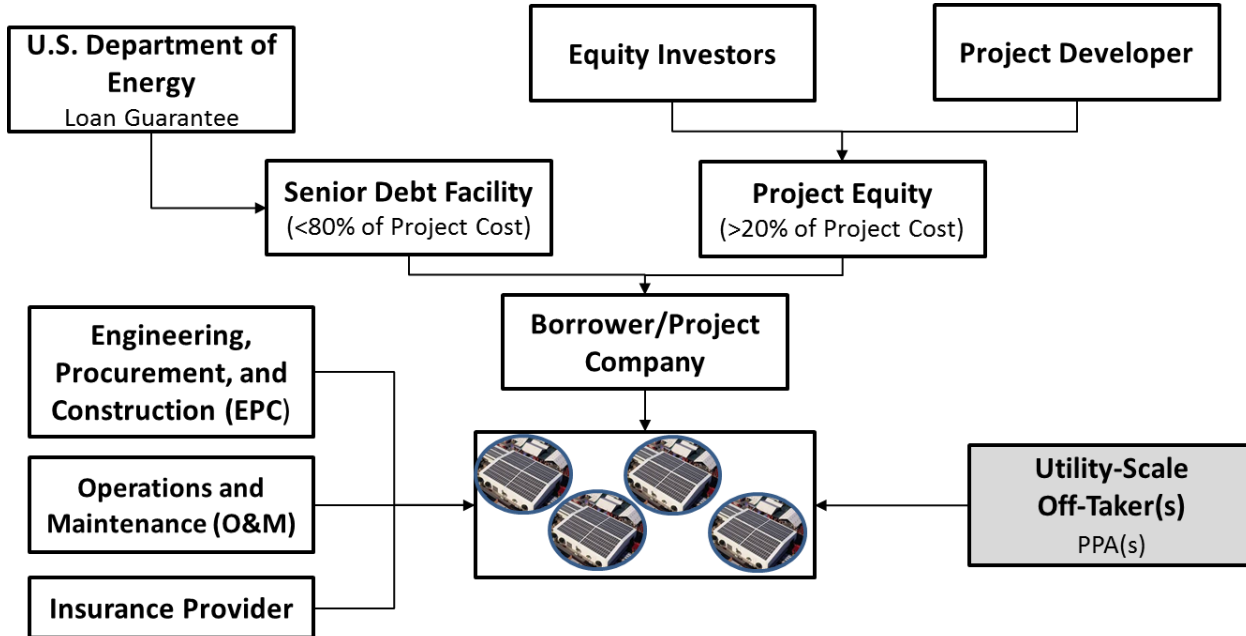 U.S. Department of
Energy
Loan Guarantee
Equity Investors
Project Developer
Senior Debt Facility
(<80% of Project Cost)
Project Equity
(>20% of Project Cost)
Borrower/Project
Company
Engineering,
Procurement, and
Construction (EPC)
Operations and
Maintenance (O&M)
Insurance Provider
Utility-Scale
Off-Taker(s)
PPA(s)